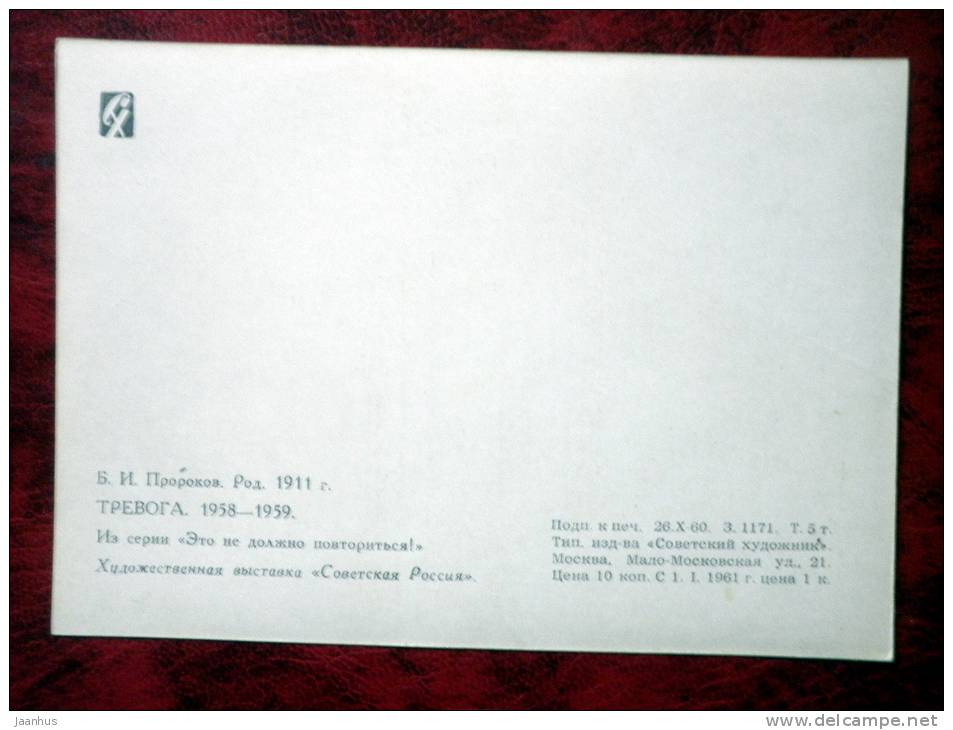 Б. И. Пророков. Род. 1911 г.
ТРЕВОГА. 1958—1959.
Из серии «Это не должно повториться!»
Художественная выставка «Советская Россия».
Подп. к печ. 26.X-60. З. 1171. Т. 5 т.
Тип. изд-ва «Советский художник».
Москва, Мало-Московская ул., 21.
Цена 10 коп. С 1. I. 1961 г. цена 1 к.
jaanhus
www.delcampe.net